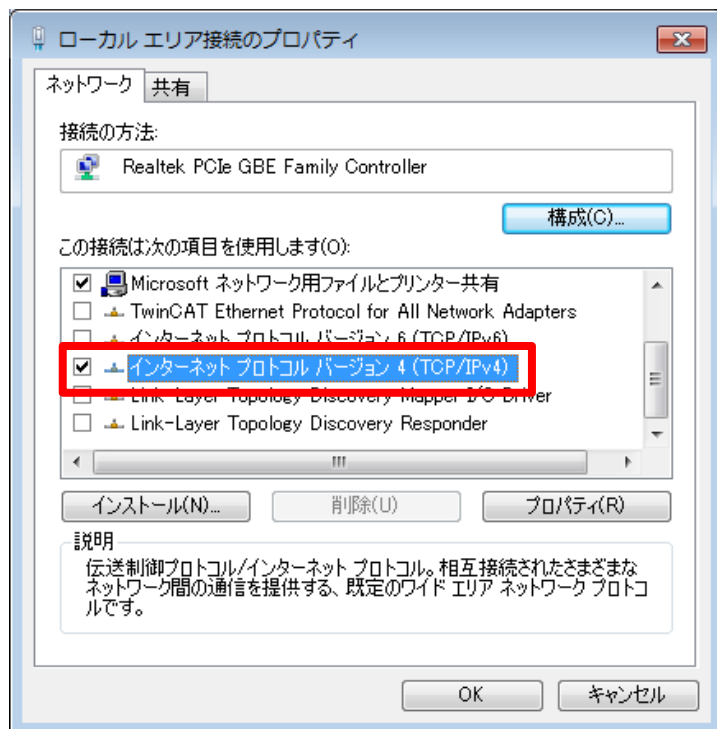 ローカル エリア接続のプロパティ
ネットワーク 共有
接続の方法:
Realtek PCIe GBE Family Controller
構成(C)...
この接続は次の項目を使用します(O):
Microsoft ネットワーク用ファイルとプリンター共有
TwinCAT Ethernet Protocol for All Network Adapters
インターネット プロトコル バージョン 6 (TCP/IPv6)
インターネット プロトコル バージョン 4 (TCP/IPv4)
Link-Layer Topology Discovery Mapper I/O Driver
Link-Layer Topology Discovery Responder
インストール(N)... 削除(U) プロパティ(R)
説明
伝送制御プロトコル/インターネット プロトコル。相互接続されたさまざまな
ネットワーク間の通信を提供する、既定のワイド エリア ネットワーク プロトコ
ルです。
OK キャンセル